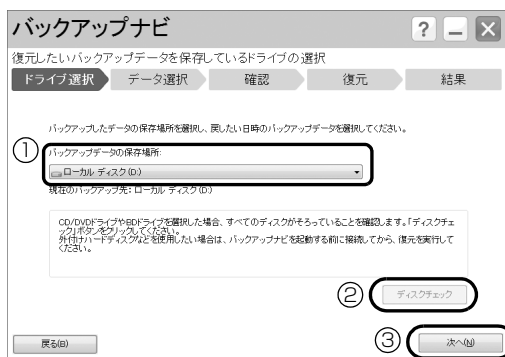 バックアップナビ
? － ×
復元したいバックアップデータを保存しているドライブの選択
ドライブ選択 データ選択 確認 復元 結果
バックアップしたデータの保存場所を選択し、戻したい日時のバックアップデータを選択してください。
①
バックアップデータの保存場所:
ローカル ディスク(D:)
現在のバックアップ先：ローカル ディスク(D:)
CD/DVDドライブやBDドライブを選択した場合、すべてのディスクがそろっていることを確認します。「ディスクチェ
ック」ボタンをクリックしてください。
外付けハードディスクなどを使用したい場合は、バックアップナビを起動する前に接続してから、復元を実行して
ください。
② ディスクチェック
戻る(B) ③ 次へ(N)